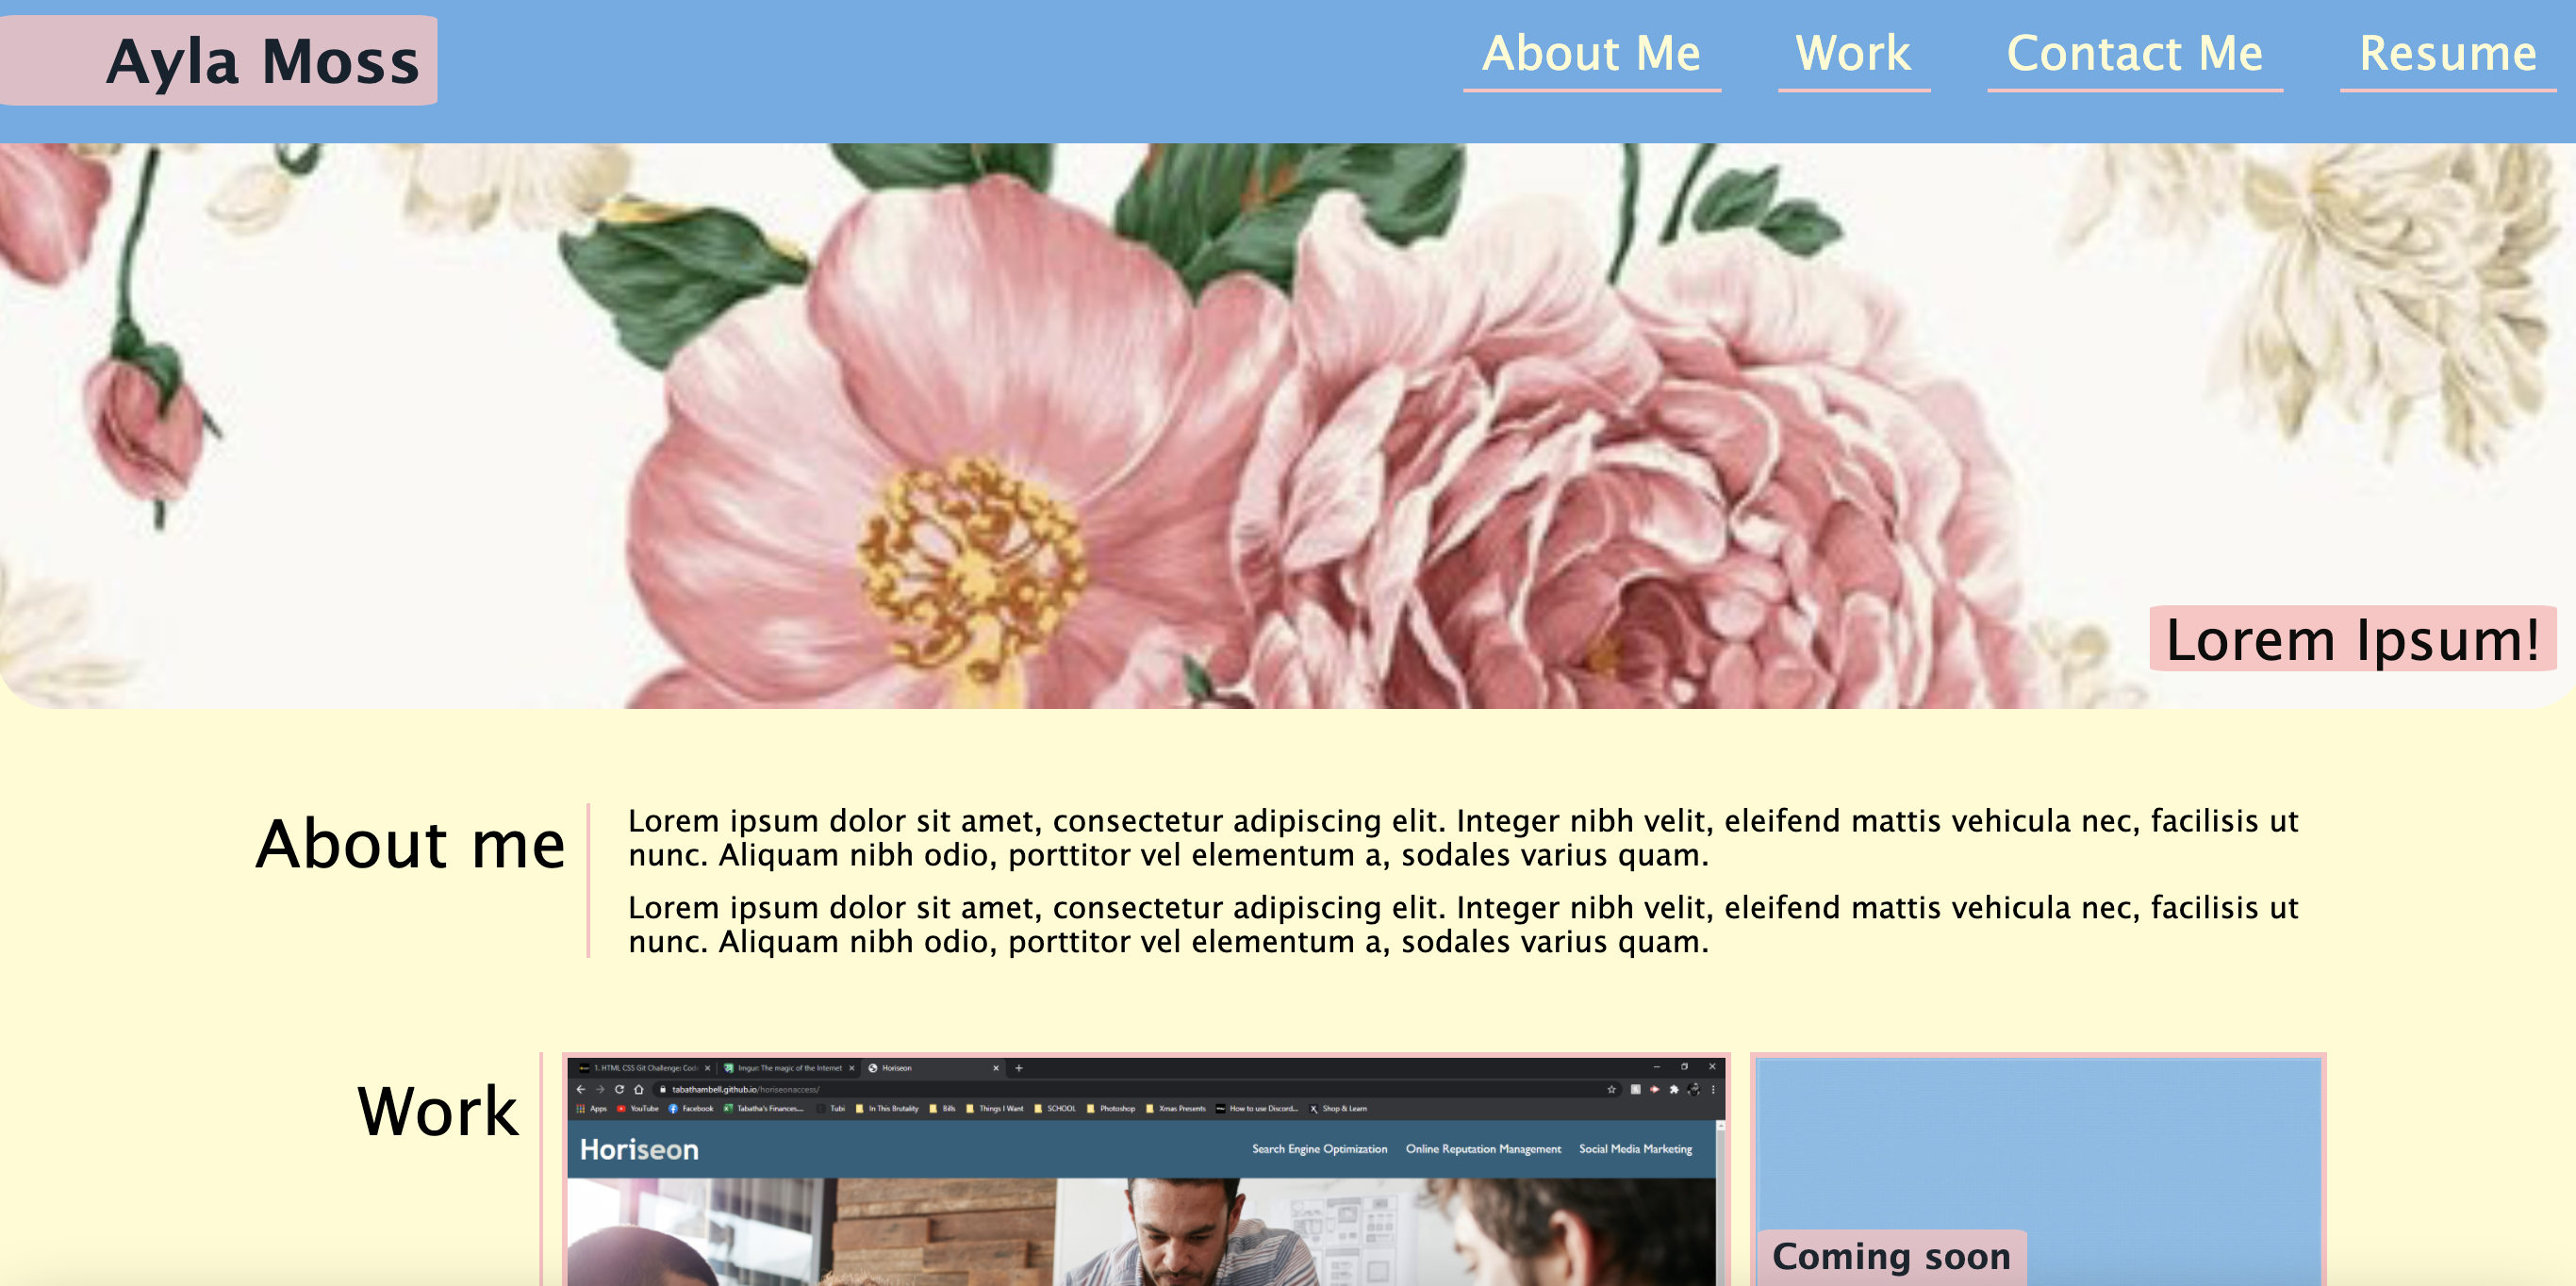 Ayla Moss
About Me Work Contact Me Resume
Lorem Ipsum!
About me
Lorem ipsum dolor sit amet, consectetur adipiscing elit. Integer nibh velit, eleifend mattis vehicula nec, facilisis ut
nunc. Aliquam nibh odio, porttitor vel elementum a, sodales varius quam.
Lorem ipsum dolor sit amet, consectetur adipiscing elit. Integer nibh velit, eleifend mattis vehicula nec, facilisis ut
nunc. Aliquam nibh odio, porttitor vel elementum a, sodales varius quam.
Work
1. HTML CSS Git Challenge: Cod Imgur: The magic of the Internet Horiseon
tabathambell.github.io/horiseonaccess/
Apps YouTube Facebook Tabatha's Finances... Tubi In This Brutality Bills Things I Want SCHOOL Photoshop Xmas Presents How to use Discord... Shop & Learn
Horiseon
Search Engine Optimization Online Reputation Management Social Media Marketing
Coming soon